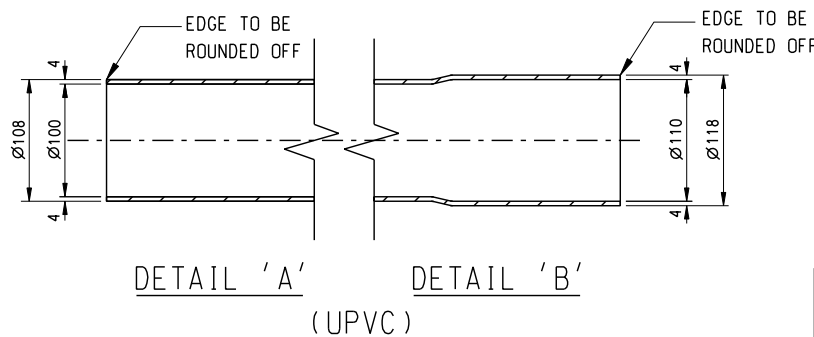 EDGE TO BE
ROUNDED OFF
EDGE TO BE
ROUNDED OFF
4
4
Ø108
Ø100
Ø110
Ø118
4
4
DETAIL 'A'
DETAIL 'B'
(UPVC)